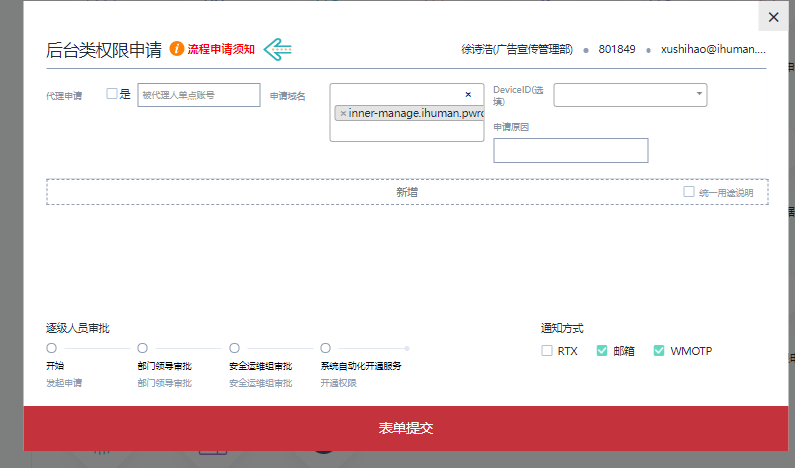 后台类权限申请 流程申请须知 徐诗浩(广告宣传管理部) 801849 xushihao@ihuman....
代理申请 是 被代理人单点账号 申请域名 × DeviceID(选填)
×inner-manage.ihuman.pwrd
申请原因
新增 统一用途说明
逐级人员审批 通知方式
RTX 邮箱 WMOTP
开始 部门领导审批 安全运维组审批 系统自动化开通服务
发起申请 部门领导审批 安全运维组审批 开通权限
表单提交